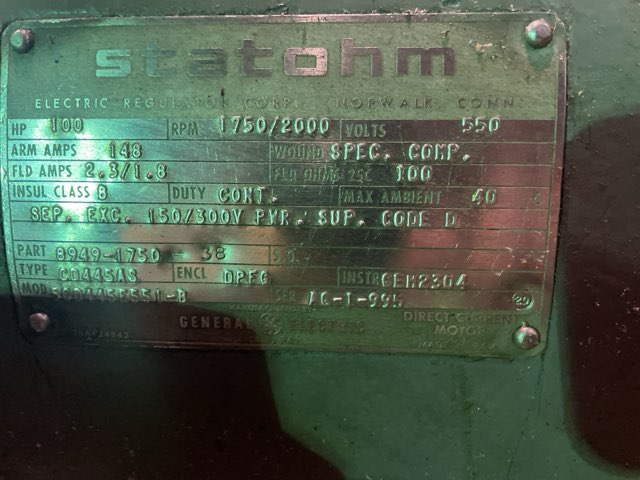 statohm
ELECTRIC REGULATOR CORP. NORWALK, CONN.
HP 100 RPM 1750/2000 VOLTS 550
ARM AMPS 148 WOUND SPEC. COMP.
FLD AMPS 2.3/1.8 FLD OHMS 25C 100
INSUL CLASS B DUTY CONT. MAX AMBIENT 40
SEP. EXC. 150/300V PWR. SUP. CODE D
PART 8949-1750 - 38 S.O.
TYPE CD445AS ENCL DPFG INSTR GEH2304
MOD. SER
GENERAL ELECTRIC DIRECT CURRENT
MOTOR